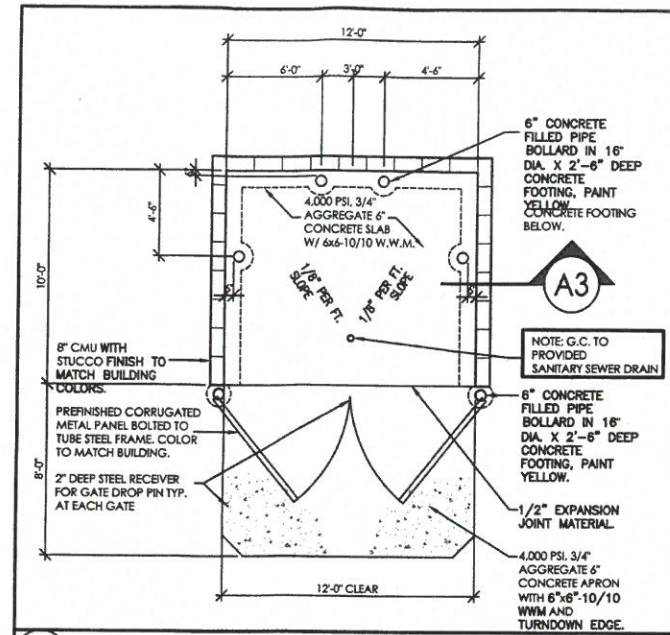 12'-0"
6'-0"
3'-0"
4'-6"
6" CONCRETE
FILLED PIPE
BOLLARD IN 16"
DIA. X 2'-6" DEEP
CONCRETE
FOOTING, PAINT
YELLOW.
CONCRETE FOOTING
BELOW.
4,000 PSI, 3/4"
AGGREGATE 6"
CONCRETE SLAB
W/ 6x6-10/10 W.W.M.
4'-6"
10'-0"
1/8" PER FT.
SLOPE
1/8" PER FT.
SLOPE
A3
NOTE: G.C. TO
PROVIDED
SANITARY SEWER DRAIN
8" CMU WITH
STUCCO FINISH TO
MATCH BUILDING
COLORS.
PREFINISHED CORRUGATED
METAL PANEL BOLTED TO
TUBE STEEL FRAME. COLOR
TO MATCH BUILDING.
2" DEEP STEEL RECEIVER
FOR GATE DROP PIN TYP.
AT EACH GATE
8'-0"
6" CONCRETE
FILLED PIPE
BOLLARD IN 16"
DIA. X 2'-6" DEEP
CONCRETE
FOOTING, PAINT
YELLOW.
1/2" EXPANSION
JOINT MATERIAL
4,000 PSI, 3/4"
AGGREGATE 6"
CONCRETE APRON
WITH 6"x6"-10/10
WWM AND
TURNDOWN EDGE.
12'-0" CLEAR